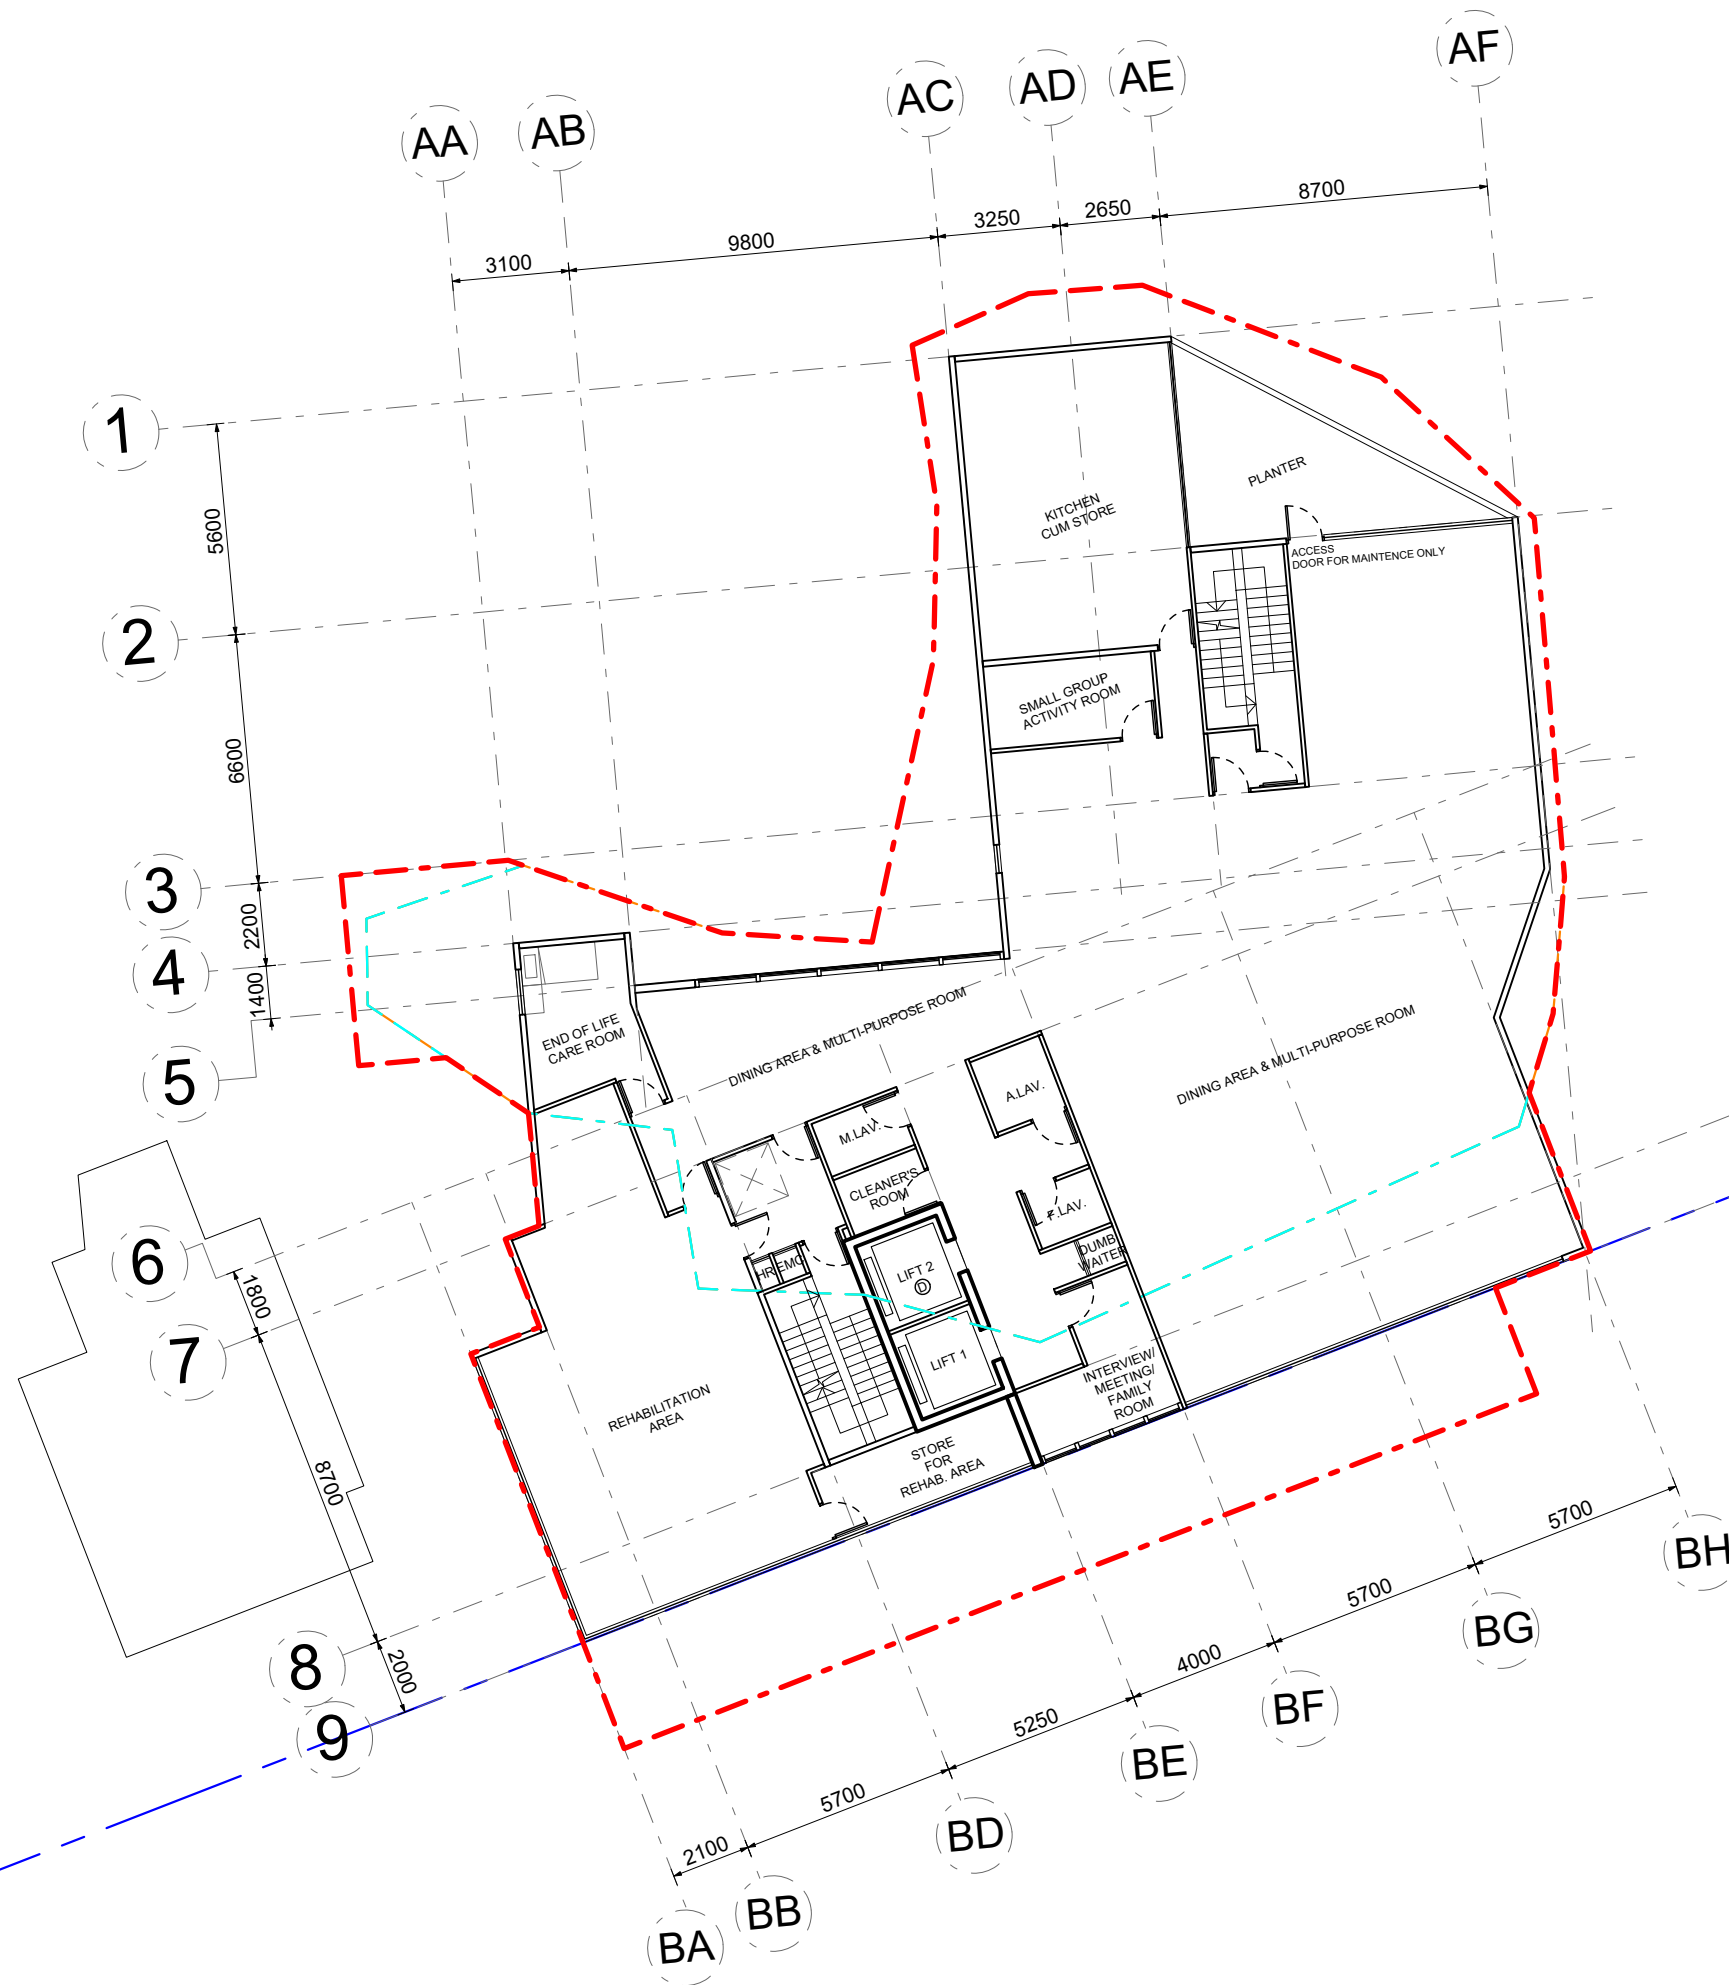 AF
AE
AD
AC
AB
AA
8700
2650
3250
9800
3100
1
5600
2
6600
3
2200
4
1400
5
PLANTER
KITCHEN
CUM STORE
ACCESS
DOOR FOR MAINTENCE ONLY
SMALL GROUP
ACTIVITY ROOM
END OF LIFE
CARE ROOM
DINING AREA & MULTI-PURPOSE ROOM
DINING AREA & MULTI-PURPOSE ROOM
A.LAV.
M.LAV.
CLEANER'S
ROOM
F.LAV.
DUMB
WAITER
HR
EMC
LIFT 2
D
LIFT 1
INTERVIEW/
MEETING/
FAMILY
ROOM
REHABILITATION
AREA
STORE
FOR
REHAB. AREA
6
1800
7
8700
8
2000
9
5700
BH
5700
BG
4000
BF
5250
BE
5700
BD
2100
BB
BA